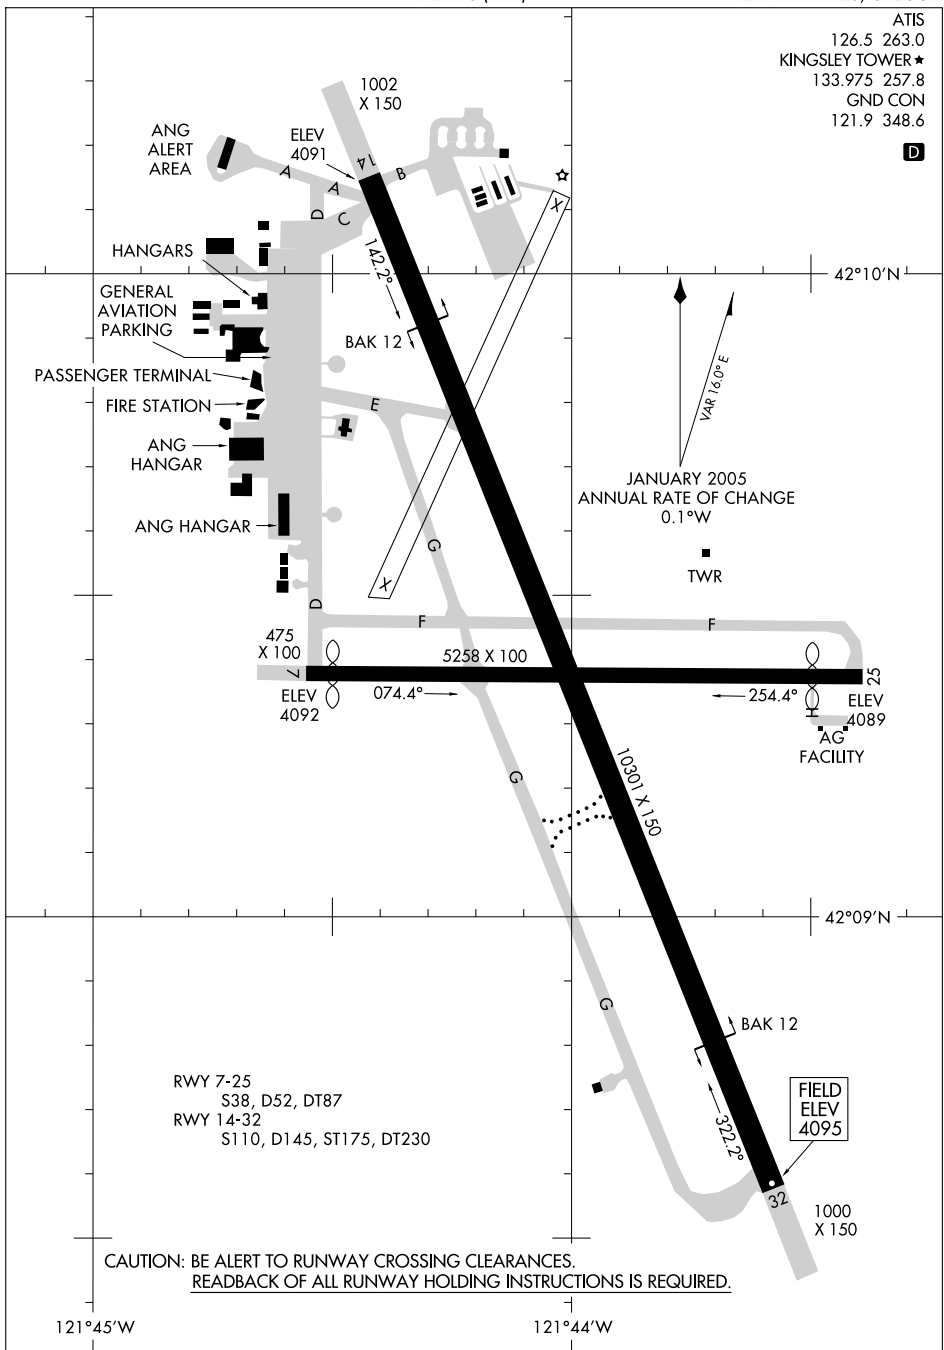 ATIS
126.5 263.0
KINGSLEY TOWER ★
133.975 257.8
GND CON
121.9 348.6
D
1002
X 150
ANG
ALERT
AREA
ELEV
4091
14
A
A
B
C
D
X
HANGARS
142.2°
42°10'N
GENERAL
AVIATION
PARKING
BAK 12
VAR 16.0° E
PASSENGER TERMINAL
FIRE STATION
E
ANG
HANGAR
JANUARY 2005
ANNUAL RATE OF CHANGE
0.1°W
ANG HANGAR
G
TWR
X
D
F
F
475
X 100
5258 X 100
7
25
ELEV
4092
074.4°
254.4°
ELEV
4089
H
AG
FACILITY
G
10301 X 150
42°09'N
G
BAK 12
RWY 7-25
S38, D52, DT87
RWY 14-32
S110, D145, ST175, DT230
FIELD
ELEV
4095
322.2°
32
1000
X 150
CAUTION: BE ALERT TO RUNWAY CROSSING CLEARANCES.
READBACK OF ALL RUNWAY HOLDING INSTRUCTIONS IS REQUIRED.
121°45'W
121°44'W